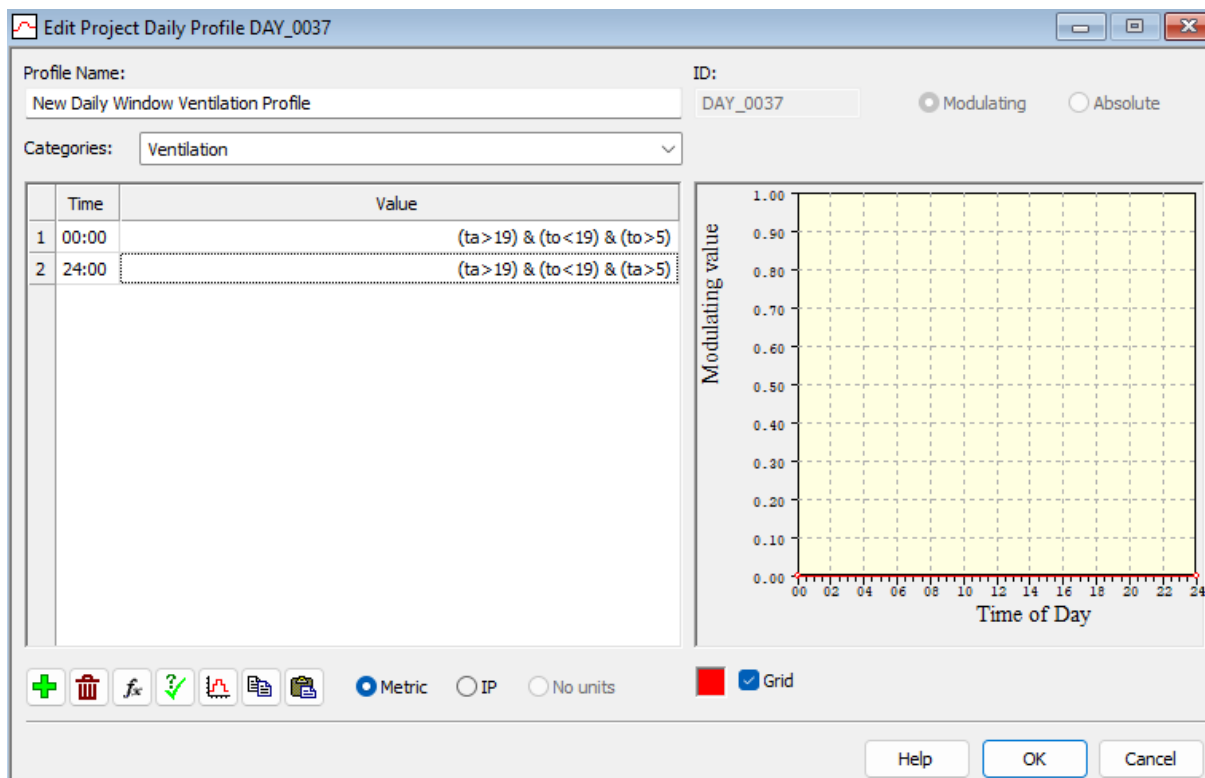 Edit Project Daily Profile DAY_0037
Profile Name:
New Daily Window Ventilation Profile
ID:
DAY_0037
Modulating
Absolute
Categories:
Ventilation
Time Value
1 00:00 (ta>19) & (to<19) & (to>5)
2 24:00 (ta>19) & (to<19) & (ta>5)
Modulating value
1.00
0.90
0.80
0.70
0.60
0.50
0.40
0.30
0.20
0.10
0.00
00 02 04 06 08 10 12 14 16 18 20 22 24
Time of Day
fx
Metric
IP
No units
Grid
Help
OK
Cancel